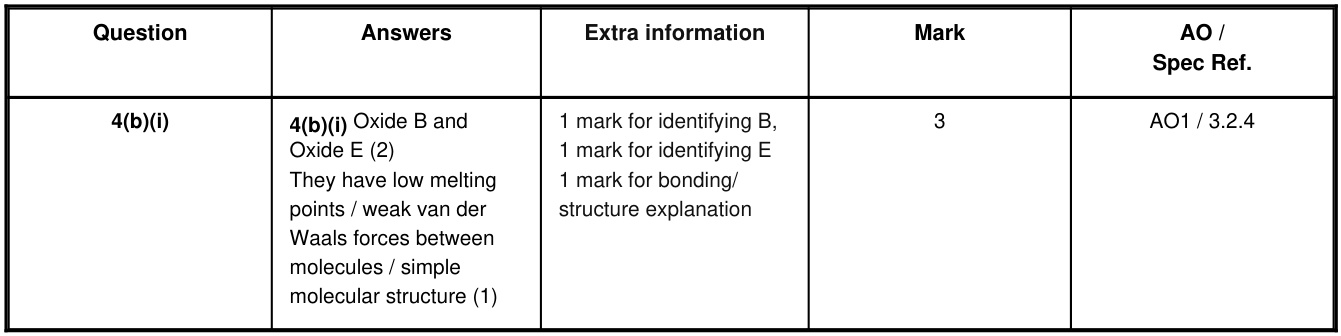 Question Answers Extra information Mark AO /
Spec Ref.
4(b)(i) 4(b)(i) Oxide B and 1 mark for identifying B, 3 AO1 / 3.2.4
Oxide E (2) 1 mark for identifying E
They have low melting 1 mark for bonding/
points / weak van der structure explanation
Waals forces between
molecules / simple
molecular structure (1)